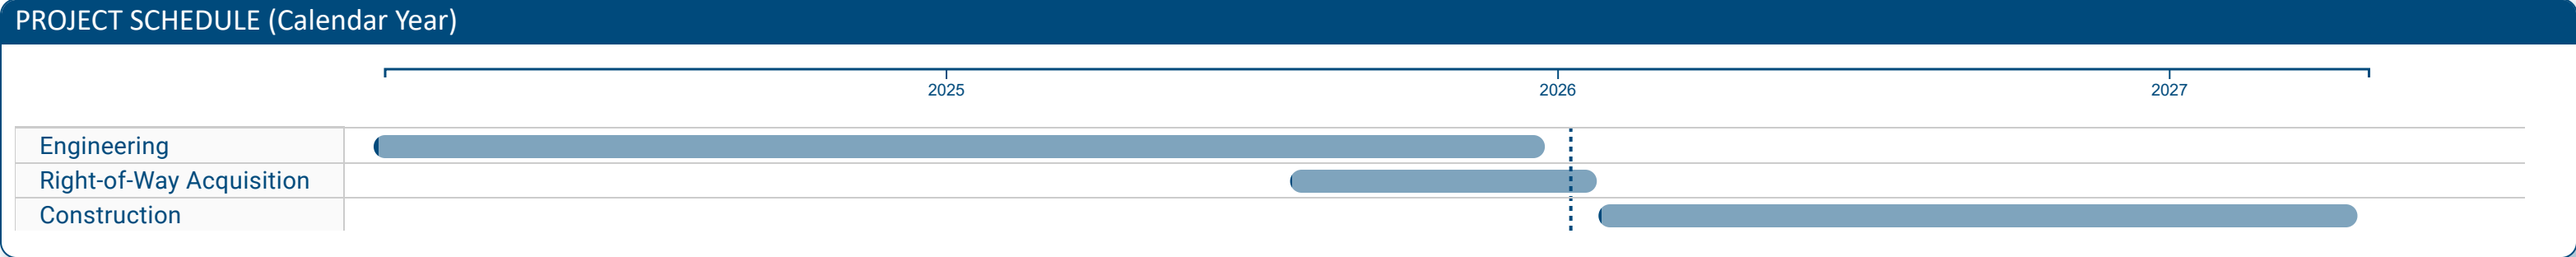 PROJECT SCHEDULE (Calendar Year)
2025 2026 2027
Engineering
Right-of-Way Acquisition
Construction